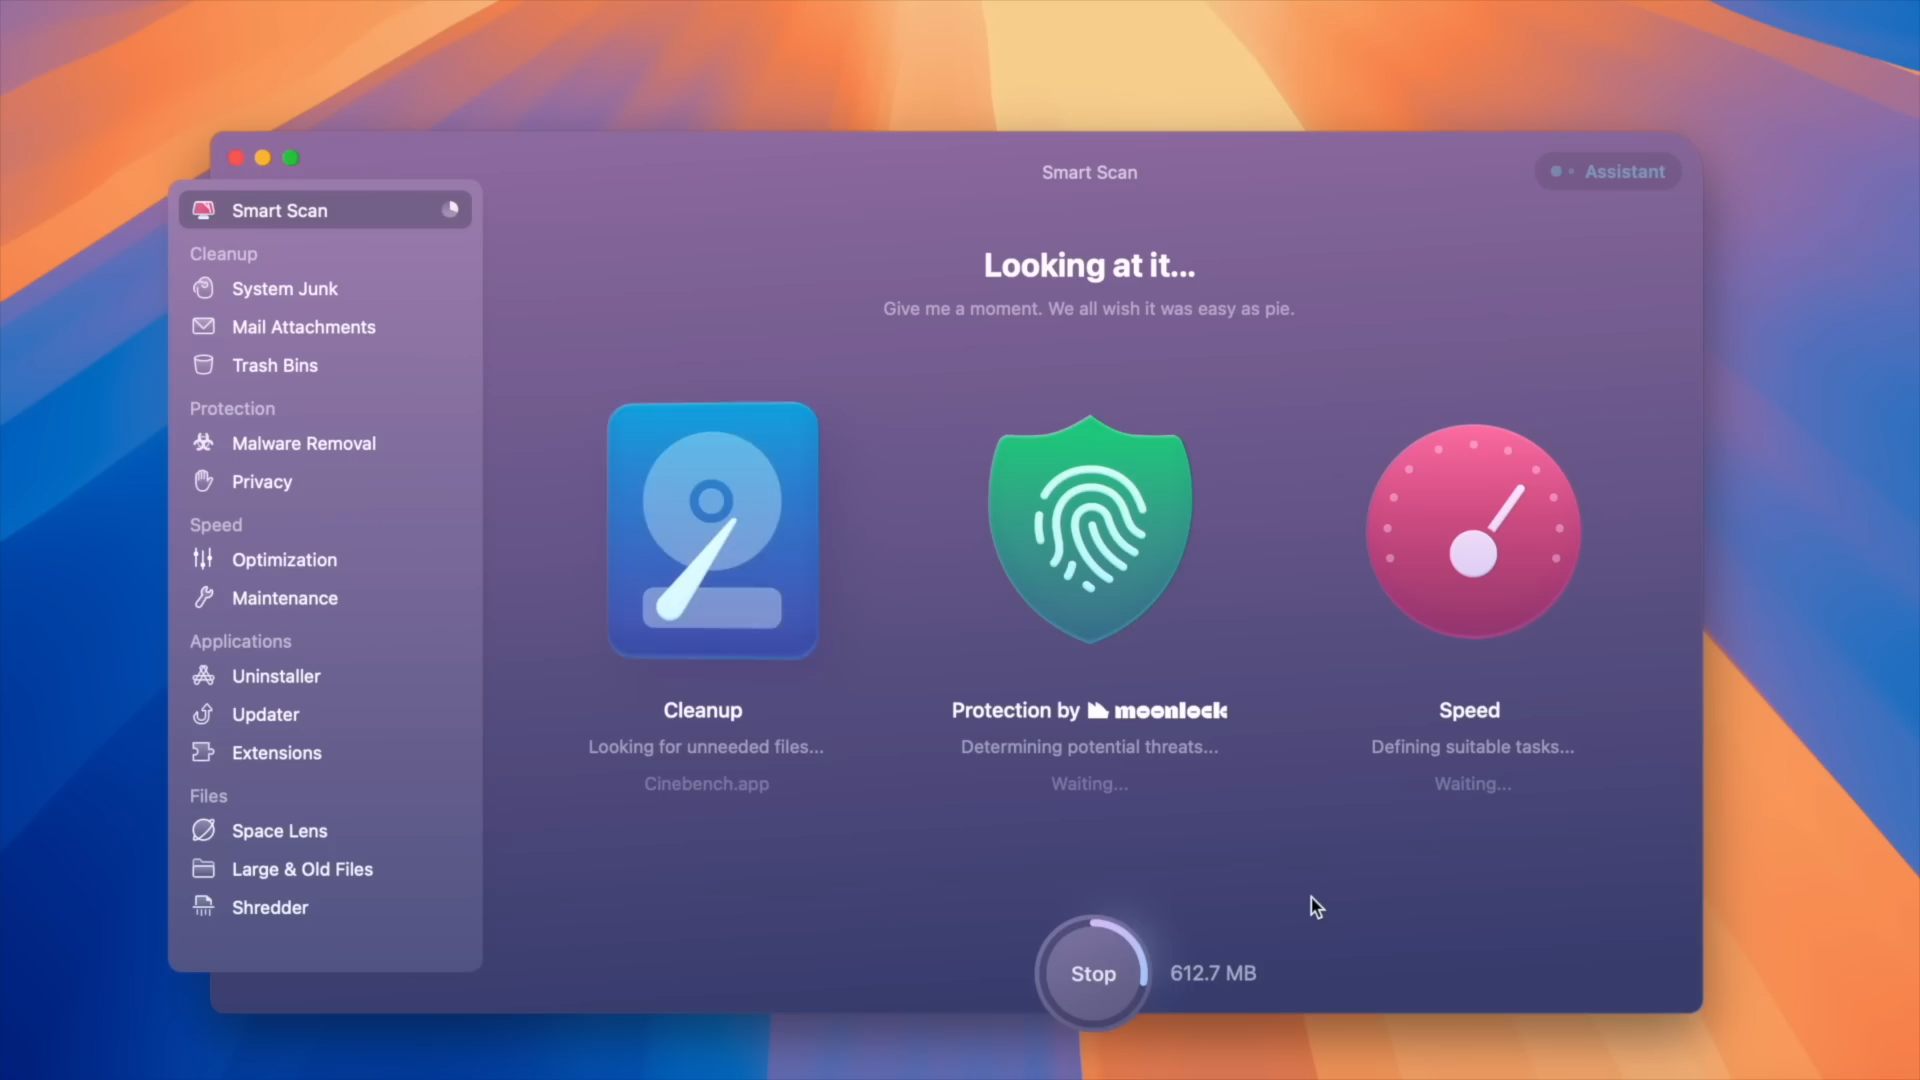 Smart Scan
Assistant
Smart Scan
Cleanup
System Junk
Mail Attachments
Trash Bins
Protection
Malware Removal
Privacy
Speed
Optimization
Maintenance
Applications
Uninstaller
Updater
Extensions
Files
Space Lens
Large & Old Files
Shredder
Looking at it...
Give me a moment. We all wish it was easy as pie.
Cleanup
Looking for unneeded files...
Cinebench.app
Protection by moonlock
Determining potential threats...
Waiting...
Speed
Defining suitable tasks...
Waiting...
Stop
612.7 MB